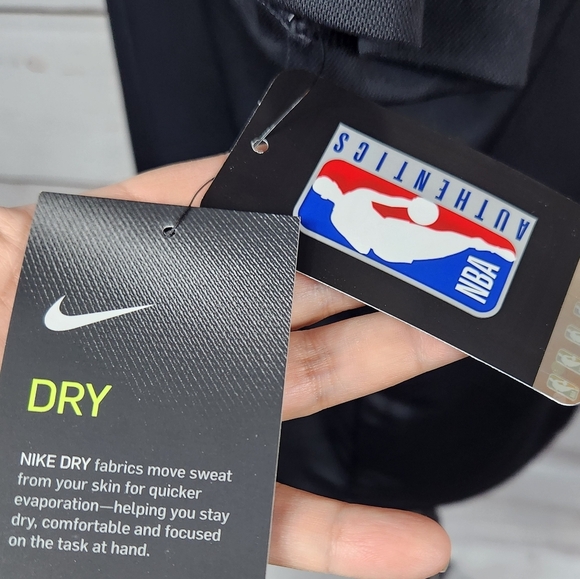 AUTHENTICS
NBA
DRY
NIKE DRY fabrics move sweat
from your skin for quicker
evaporation—helping you stay
dry, comfortable and focused
on the task at hand.